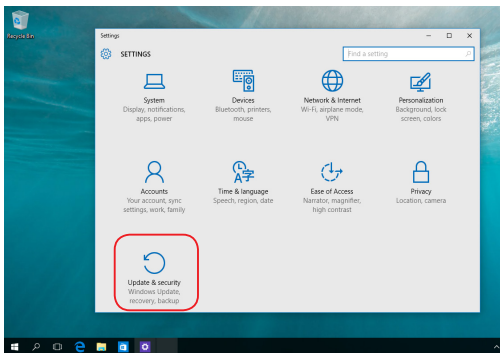 Recycle Bin
Settings
SETTINGS
Find a setting
System
Display, notifications,
apps, power
Devices
Bluetooth, printers,
mouse
Network & Internet
Wi-Fi, airplane mode,
VPN
Personalization
Background, lock
screen, colors
Accounts
Your account, sync
settings, work, family
Time & language
Speech, region, date
Ease of Access
Narrator, magnifier,
high contrast
Privacy
Location, camera
Update & security
Windows Update,
recovery, backup